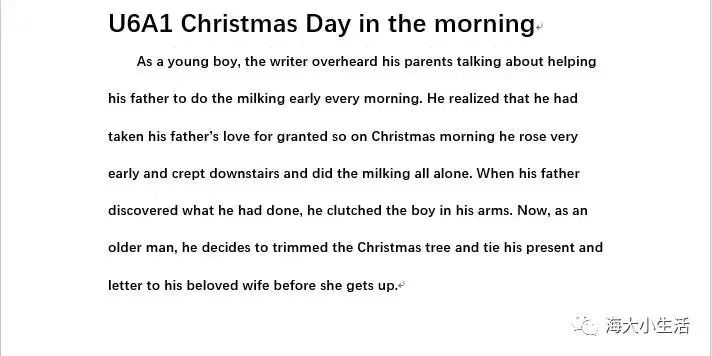 U6A1 Christmas Day in the morning
As a young boy, the writer overheard his parents talking about helping
his father to do the milking early every morning. He realized that he had
taken his father's love for granted so on Christmas morning he rose very
early and crept downstairs and did the milking all alone. When his father
discovered what he had done, he clutched the boy in his arms. Now, as an
older man, he decides to trimmed the Christmas tree and tie his present and
letter to his beloved wife before she gets up.
海大小生活